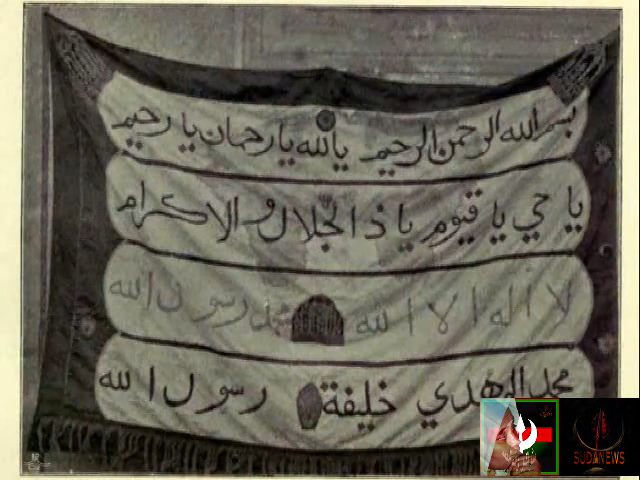 بسم الله الرحمن الرحيم يا الله يا رحمان يا رحيم
يا حي يا قيوم يا ذا الجلال والاكرام
لا أله الا الله محمد رسول الله
محمد المهدي خليفة رسول الله
SUDANEWS